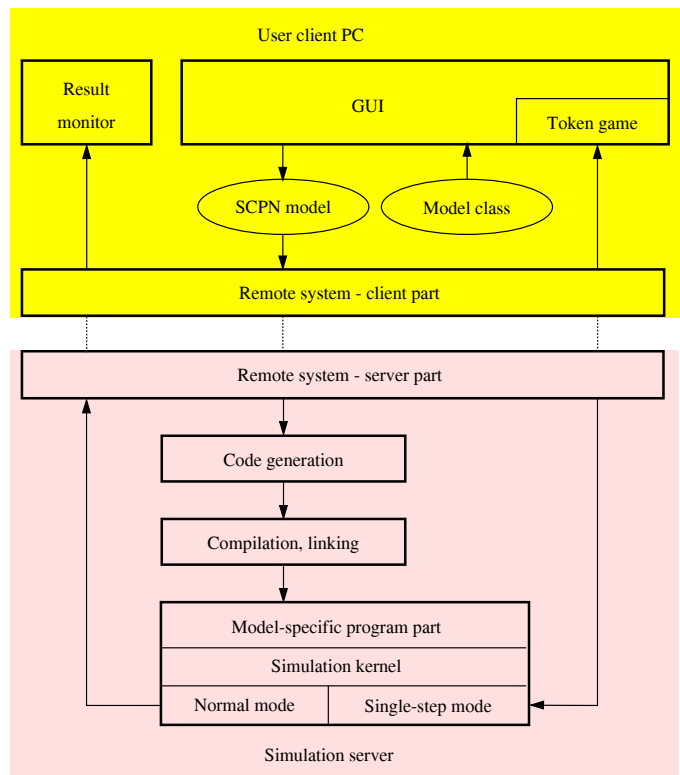 User client PC
Result
monitor
GUI
Token game
SCPN model
Model class
Remote system - client part
Remote system - server part
Code generation
Compilation, linking
Model-specific program part
Simulation kernel
Normal mode
Single-step mode
Simulation server